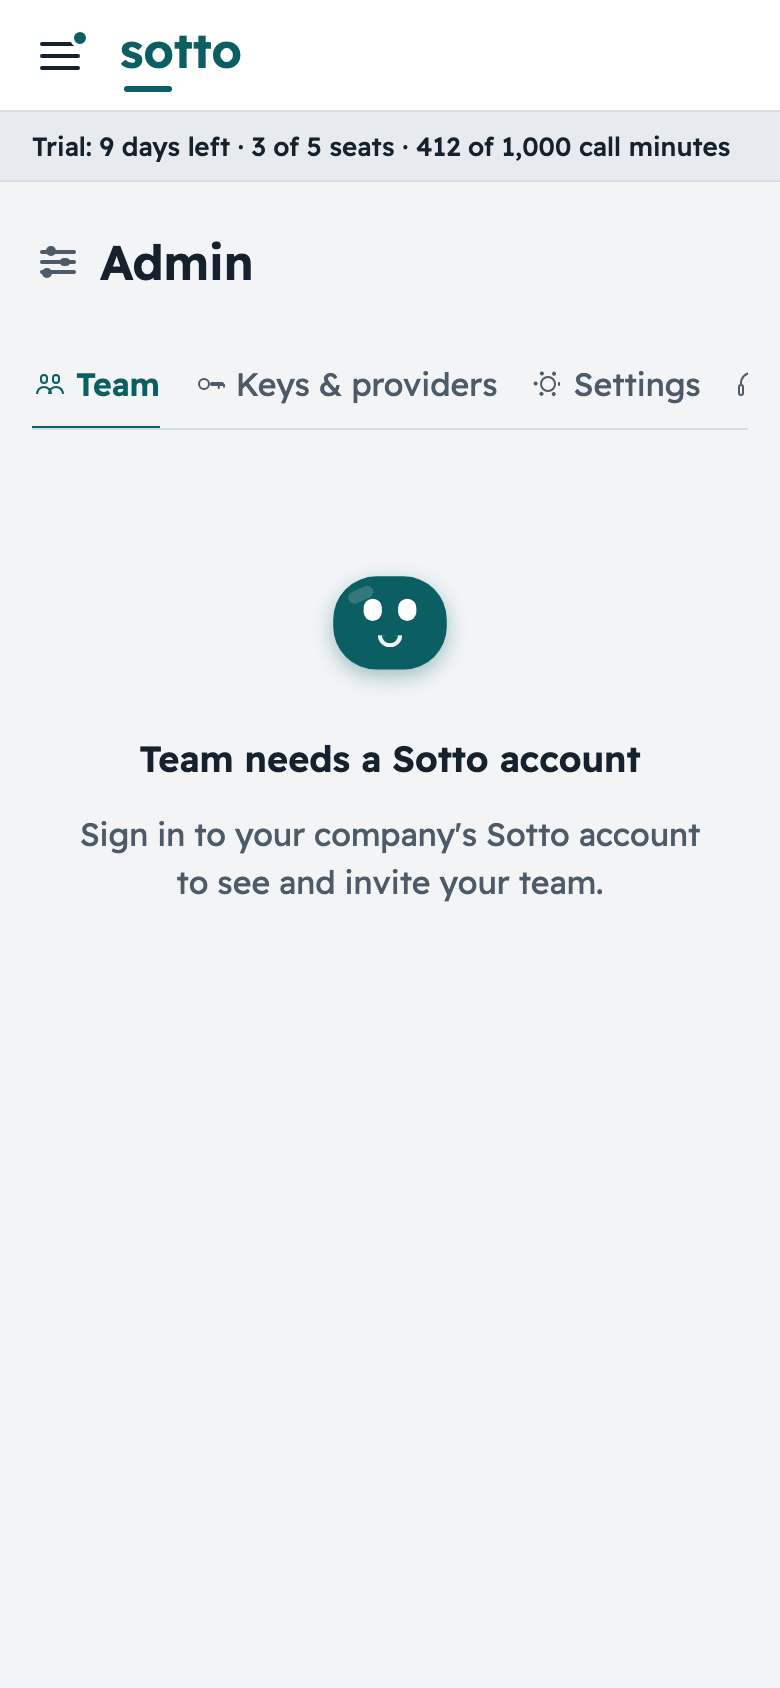 sotto
Trial: 9 days left · 3 of 5 seats · 412 of 1,000 call minutes
Admin
Team Keys & providers Settings
Team needs a Sotto account
Sign in to your company's Sotto account
to see and invite your team.